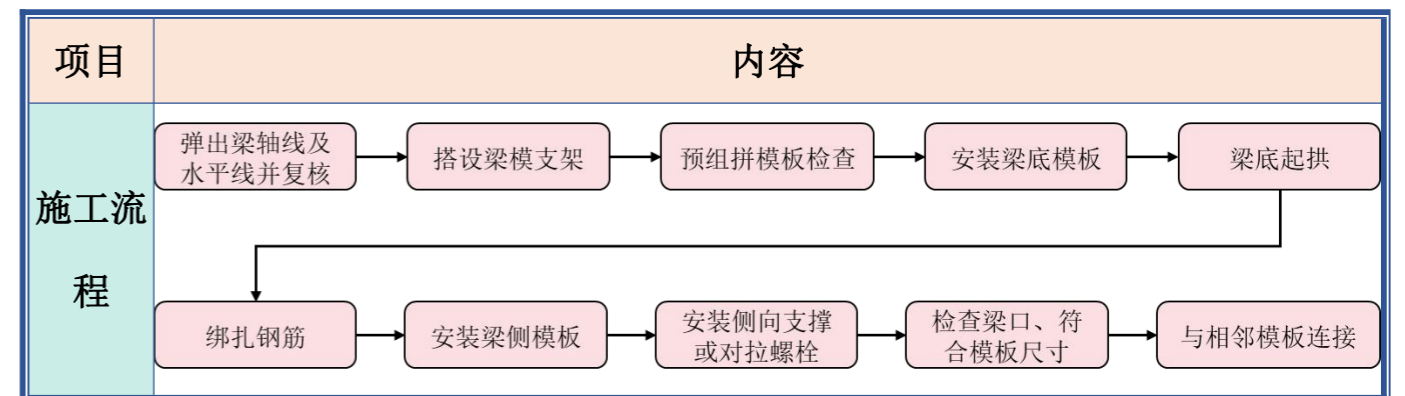 项目
内容
施工流
程
弹出梁轴线及
水平线并复核
搭设梁模支架
预组拼模板检查
安装梁底模板
梁底起拱
绑扎钢筋
安装梁侧模板
安装侧向支撑
或对拉螺栓
检查梁口、符
合模板尺寸
与相邻模板连接